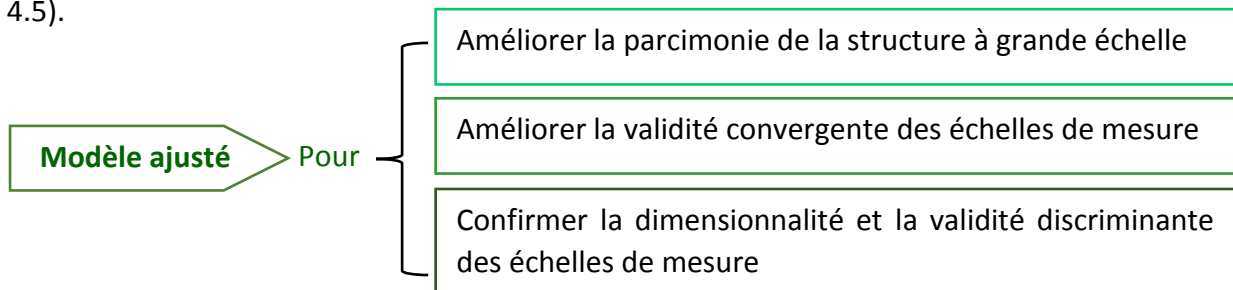 4.5).
Améliorer la parcimonie de la structure à grande échelle
Améliorer la validité convergente des échelles de mesure
Modèle ajusté Pour
Confirmer la dimensionnalité et la validité discriminante
des échelles de mesure